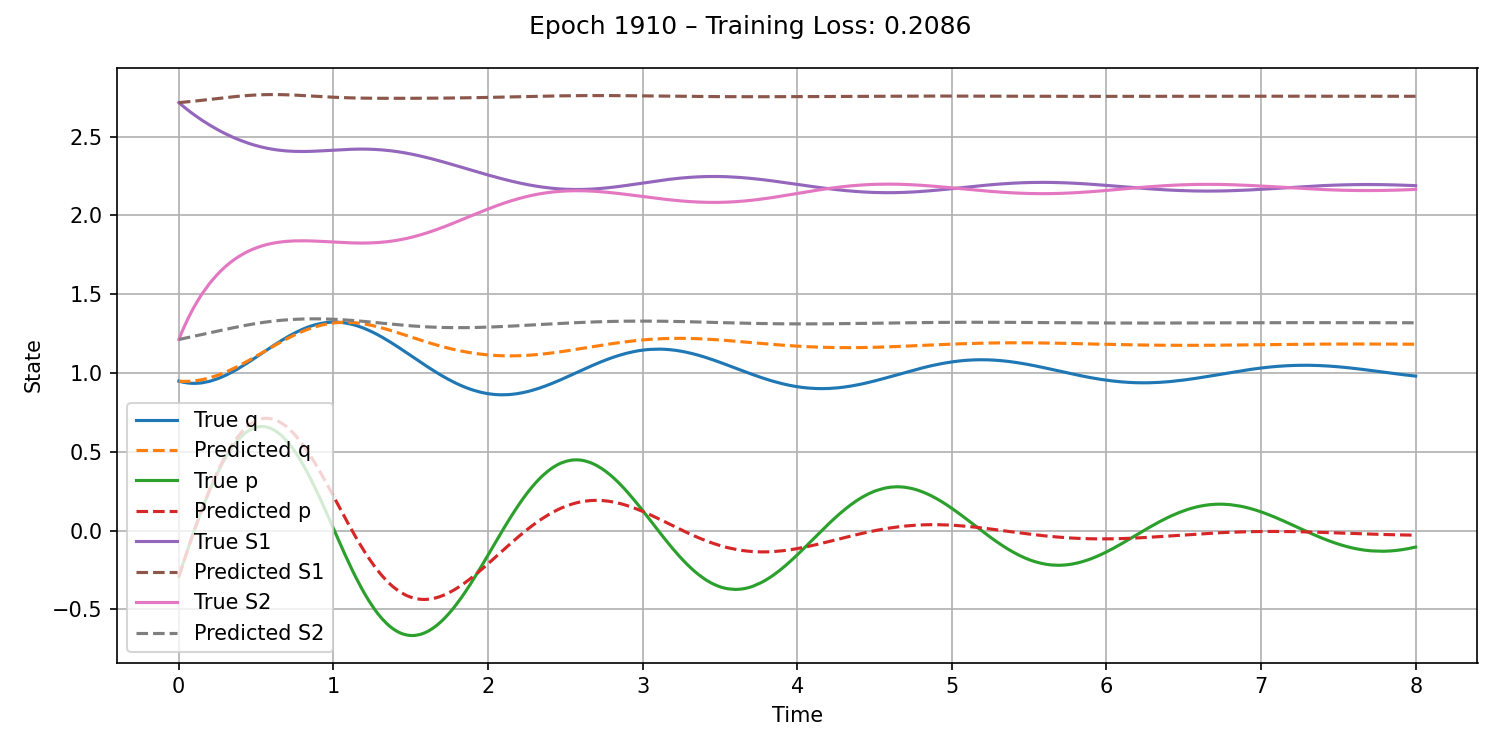 Epoch 1910 – Training Loss: 0.2086
State
2.5
2.0
1.5
1.0
0.5
0.0
−0.5
True q
Predicted q
True p
Predicted p
True S1
Predicted S1
True S2
Predicted S2
0 1 2 3 4 5 6 7 8
Time